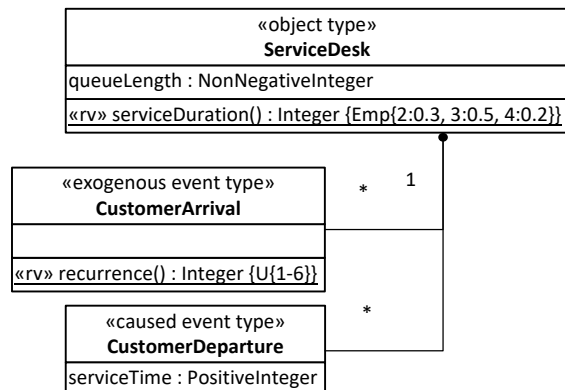 «object type»
ServiceDesk
queueLength : NonNegativeInteger
«rv» serviceDuration() : Integer {Emp{2:0.3, 3:0.5, 4:0.2}}
«exogenous event type»
CustomerArrival
* 1
«rv» recurrence() : Integer {U{1-6}}
*
«caused event type»
CustomerDeparture
serviceTime : PositiveInteger